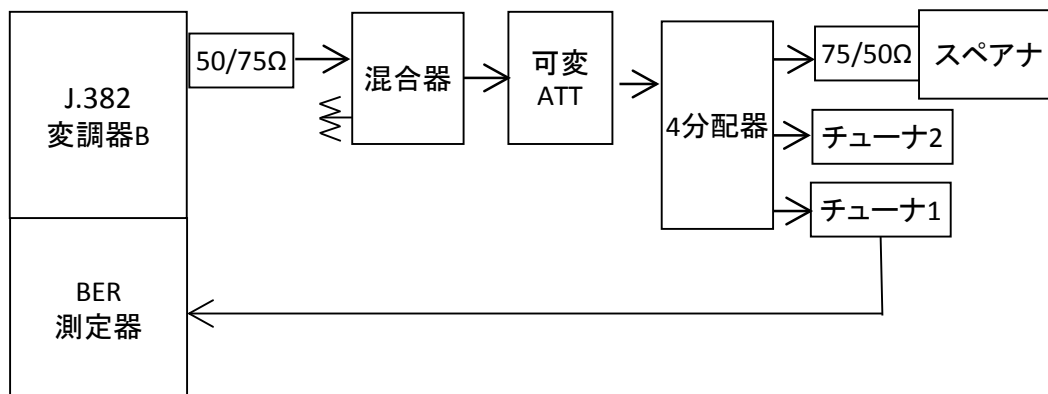 J.382
変調器B
50/75Ω
混合器
可変
ATT
4分配器
75/50Ω
スペアナ
チューナ2
チューナ1
BER
測定器